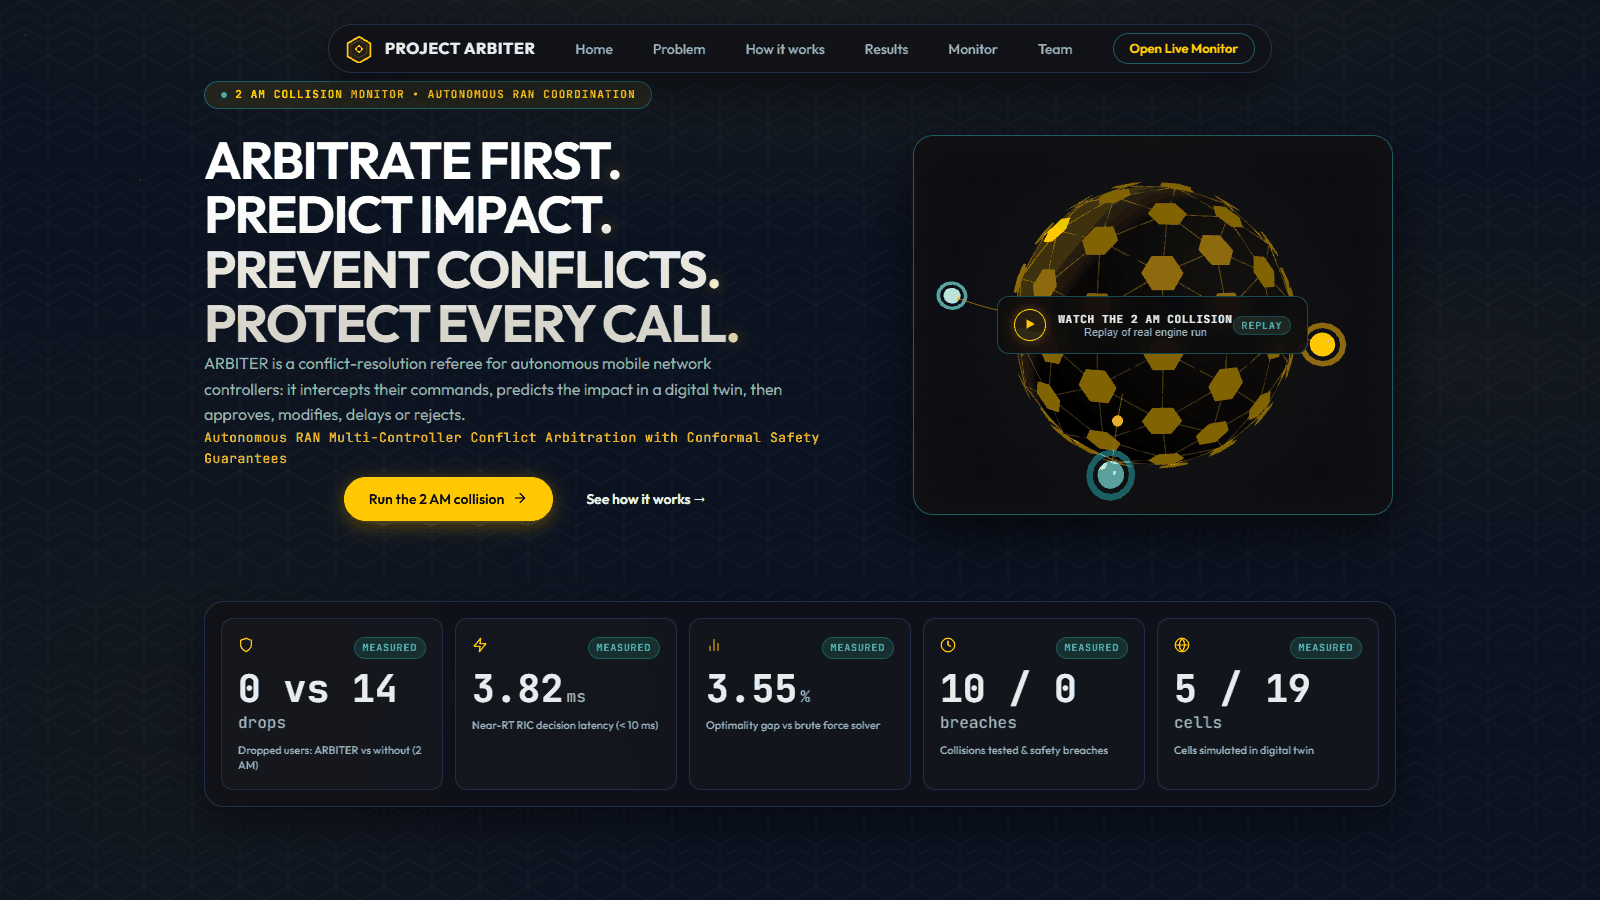 PROJECT ARBITER
Home
Problem
How it works
Results
Monitor
Team
Open Live Monitor
2 AM COLLISION MONITOR • AUTONOMOUS RAN COORDINATION
ARBITRATE FIRST.
PREDICT IMPACT.
PREVENT CONFLICTS.
PROTECT EVERY CALL.
ARBITER is a conflict-resolution referee for autonomous mobile network
controllers: it intercepts their commands, predicts the impact in a digital twin, then
approves, modifies, delays or rejects.
Autonomous RAN Multi-Controller Conflict Arbitration with Conformal Safety
Guarantees
Run the 2 AM collision →
See how it works →
WATCH THE 2 AM COLLISION
Replay of real engine run
REPLAY
MEASURED
0 vs 14
drops
Dropped users: ARBITER vs without (2
AM)
MEASURED
3.82 ms
Near-RT RIC decision latency (< 10 ms)
MEASURED
3.55 %
Optimality gap vs brute force solver
MEASURED
10 / 0
breaches
Collisions tested & safety breaches
MEASURED
5 / 19
cells
Cells simulated in digital twin